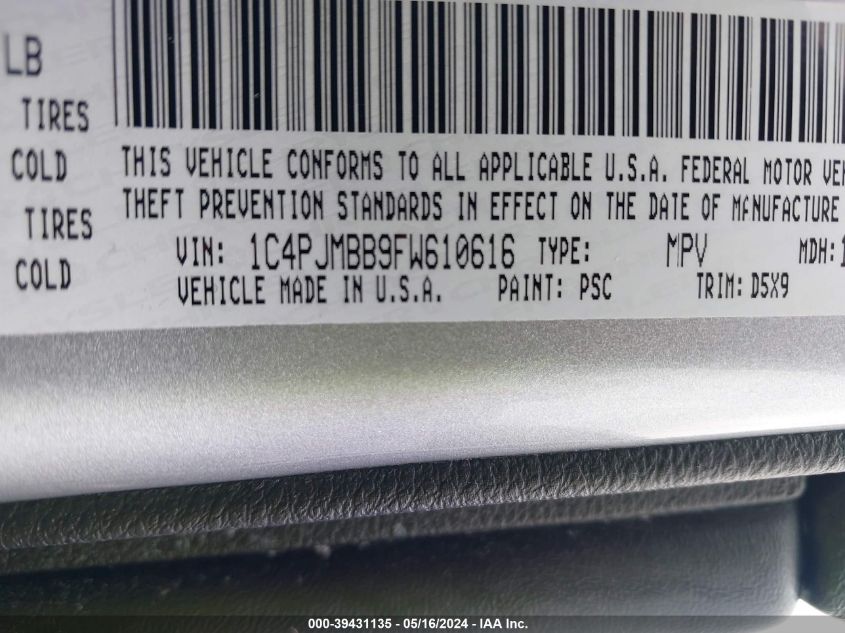 LB
TIRES
COLD
THIS VEHICLE CONFORMS TO ALL APPLICABLE U.S.A. FEDERAL MOTOR VEH
THEFT PREVENTION STANDARDS IN EFFECT ON THE DATE OF MANUFACTURE
TIRES
VIN: 1C4PJMBB9FW610616 TYPE: MPV MDH: 1
COLD
VEHICLE MADE IN U.S.A. PAINT: PSC TRIM: D5X9
000-39431135 - 05/16/2024 - IAA Inc.